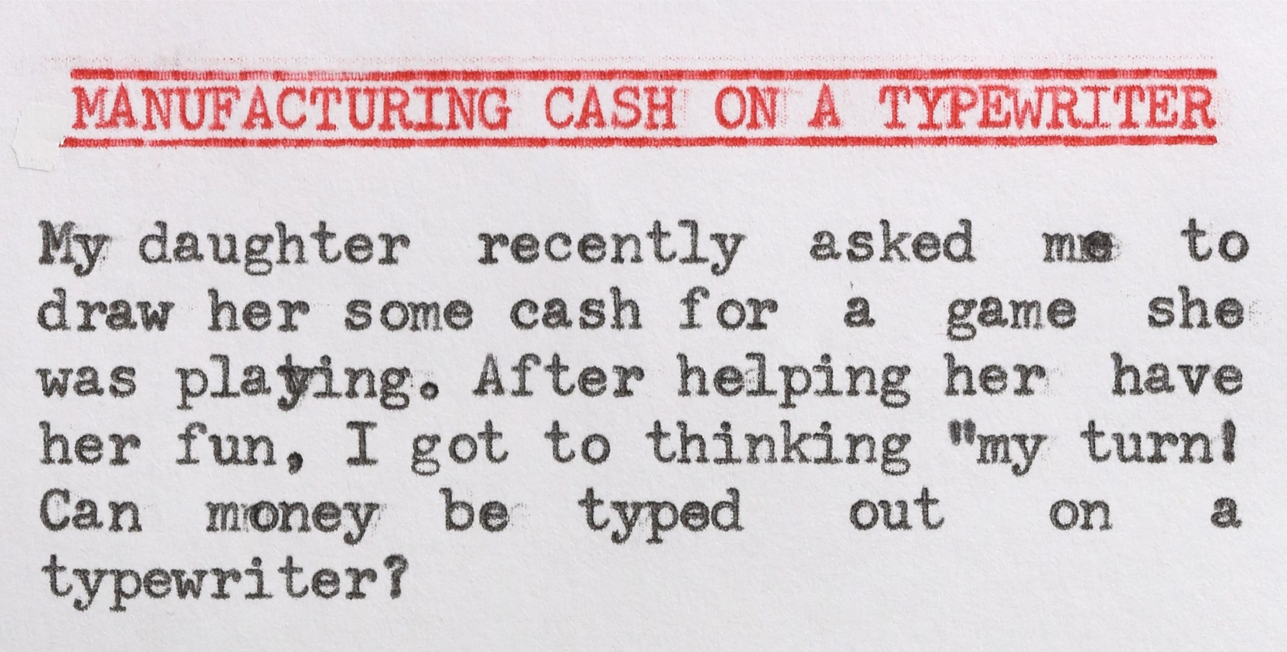 MANUFACTURING CASH ON A TYPEWRITER
My daughter recently asked me to
draw her some cash for a game she
was playing. After helping her have
her fun, I got to thinking "my turn!
Can money be typed out on a
typewriter?